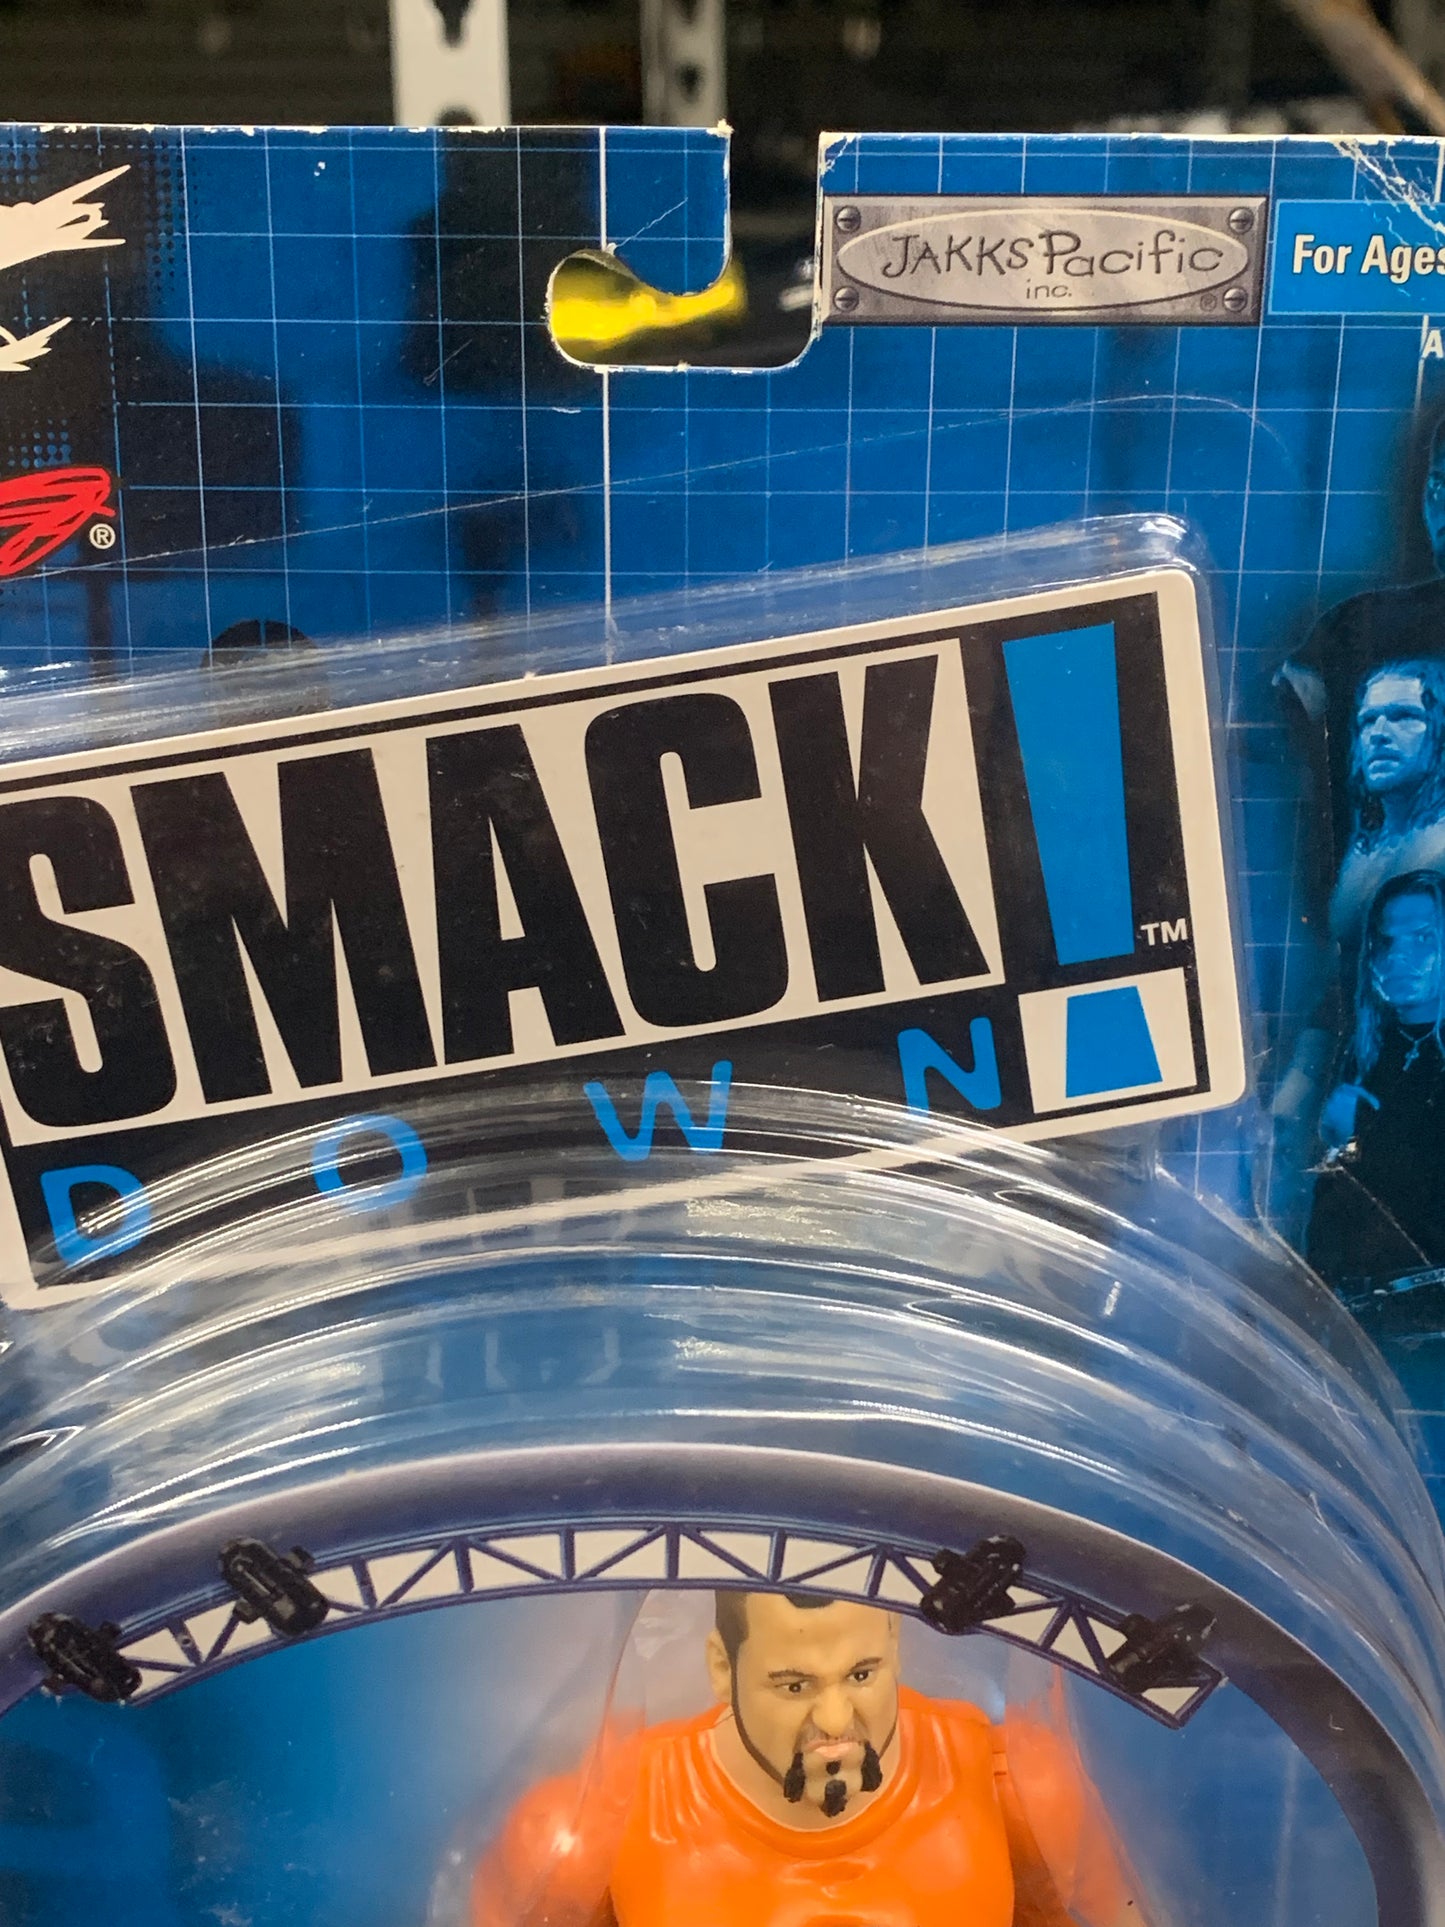 JAKKS Pacific
inc.
®
For Ages
A
®
SMACK!
TM
DOWN